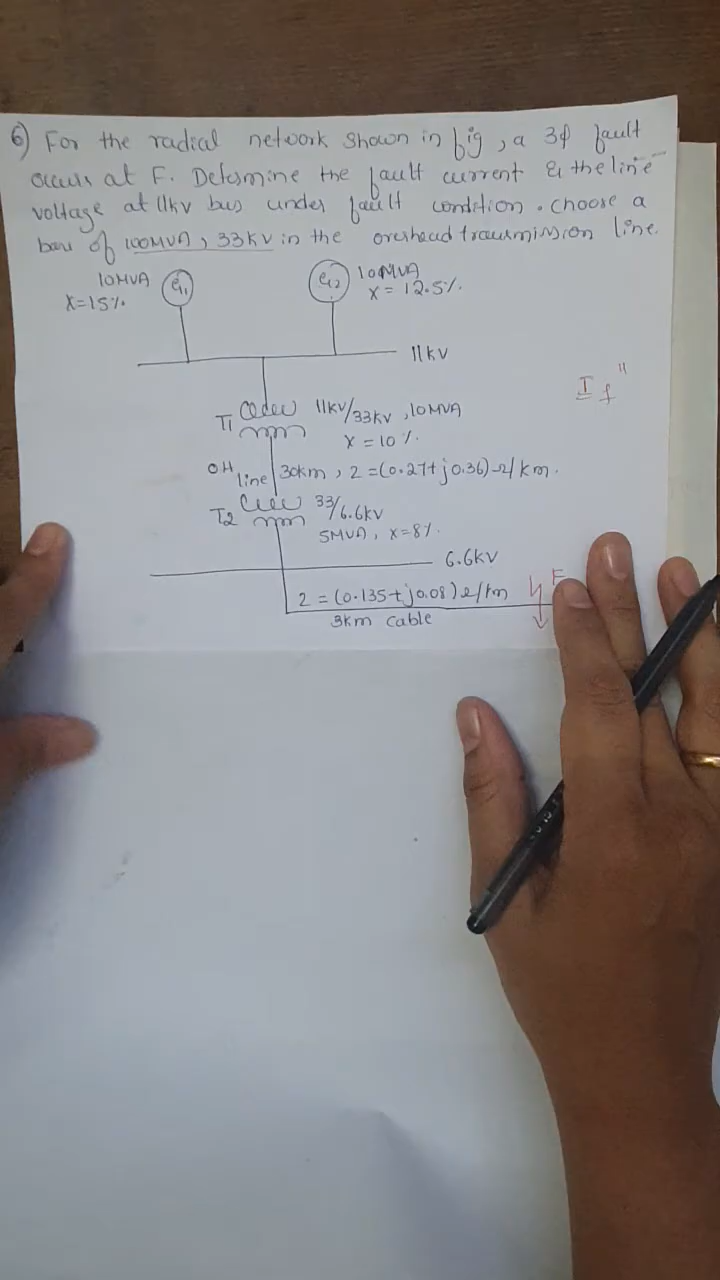 6) For the radial network shown in fig, a 3ϕ fault
occurs at F. Determine the fault current & the line
voltage at 11kv bus under fault condition. choose a
base of 100MVA, 33KV in the overhead transmission line.
10MVA
X=15%.
G1
G2
10MVA
X = 12.5%.
11kv
I f"
T1
11kv/33kv, 10MVA
X = 10%.
OH line
30km, Z = (0.27+j0.36)Ω/km.
T2
33/6.6kv
5MVA, X=8%.
6.6kv
Z = (0.135+j0.08)Ω/km
F
3km cable